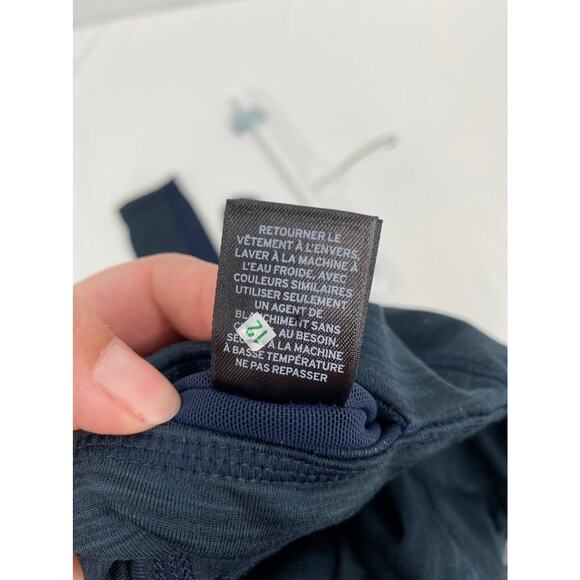 RETOURNER LE
VÊTEMENT À L'ENVERS.
LAVER À LA MACHINE À
L'EAU FROIDE, AVEC
COULEURS SIMILAIRES
UTILISER SEULEMENT
UN AGENT DE
BLANCHIMENT SANS
AU BESOIN.
À LA MACHINE
À BASSE TEMPÉRATURE
NE PAS REPASSER
12